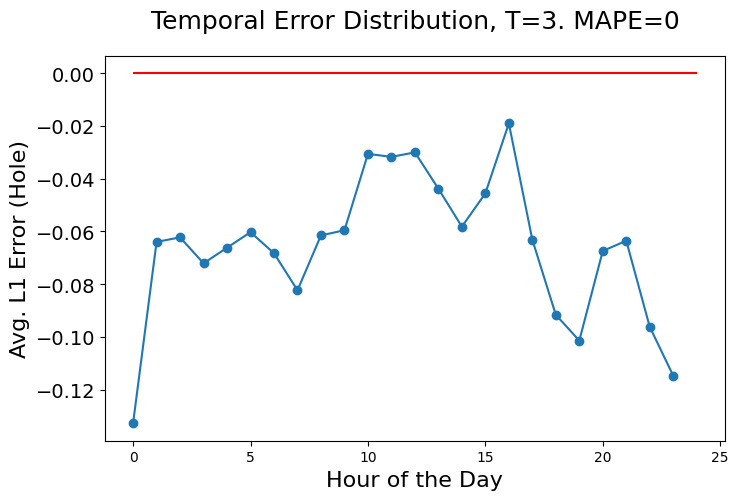 Temporal Error Distribution, T=3. MAPE=0
Avg. L1 Error (Hole)
0.00
−0.02
−0.04
−0.06
−0.08
−0.10
−0.12
0 5 10 15 20 25
Hour of the Day